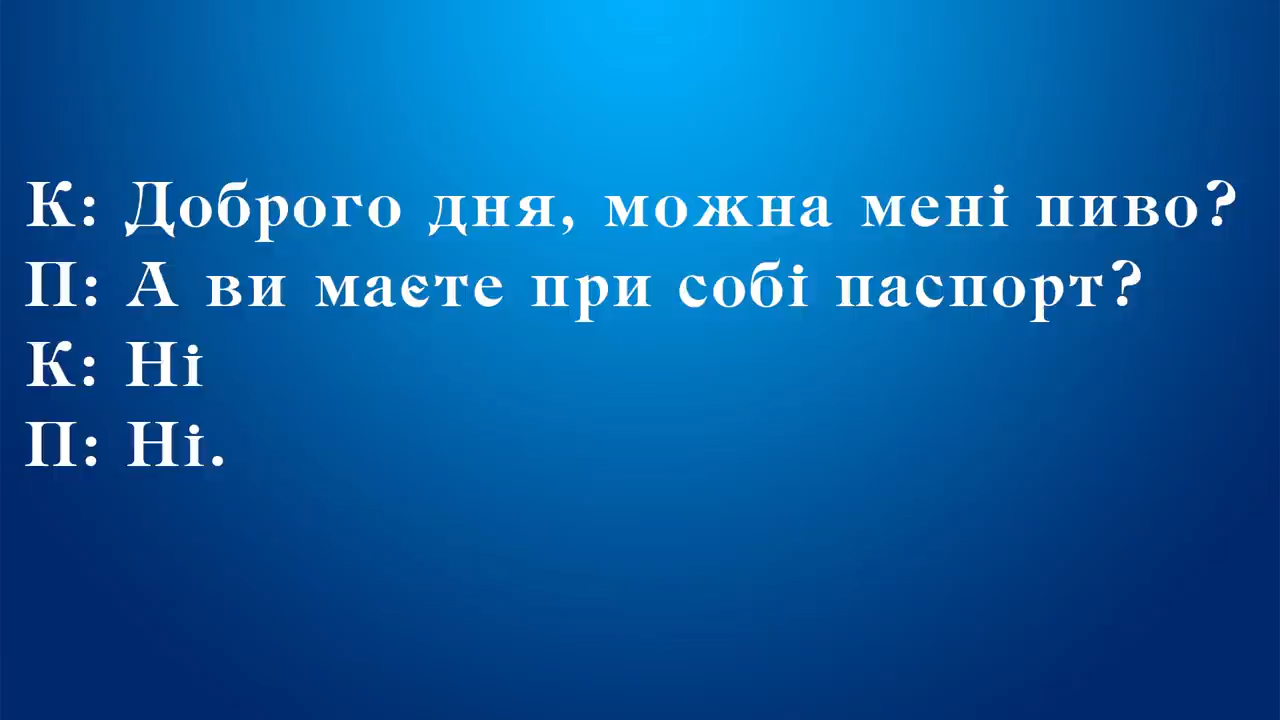 К: Доброго дня, можна мені пиво?
П: А ви маєте при собі паспорт?
К: Ні
П: Ні.